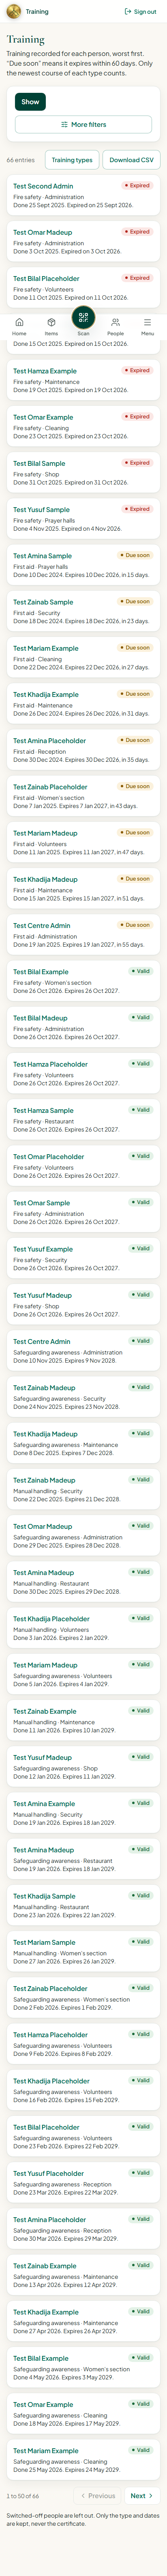 Training
Sign out
Training
Training recorded for each person, worst first.
"Due soon" means it expires within 60 days. Only
the newest course of each type counts.
Show
More filters
66 entries
Training types
Download CSV
Test Second Admin
Expired
Fire safety · Administration
Done 25 Sept 2025. Expired on 25 Sept 2026.
Test Omar Madeup
Expired
Fire safety · Administration
Done 3 Oct 2025. Expired on 3 Oct 2026.
Test Bilal Placeholder
Expired
Fire safety · Volunteers
Done 11 Oct 2025. Expired on 11 Oct 2026.
Home
Items
Scan
People
Menu
Done 15 Oct 2025. Expired on 15 Oct 2026.
Test Hamza Example
Expired
Fire safety · Maintenance
Done 19 Oct 2025. Expired on 19 Oct 2026.
Test Omar Example
Expired
Fire safety · Cleaning
Done 23 Oct 2025. Expired on 23 Oct 2026.
Test Bilal Sample
Expired
Fire safety · Shop
Done 31 Oct 2025. Expired on 31 Oct 2026.
Test Yusuf Sample
Expired
Fire safety · Prayer halls
Done 4 Nov 2025. Expired on 4 Nov 2026.
Test Amina Sample
Due soon
First aid · Prayer halls
Done 10 Dec 2024. Expires 10 Dec 2026, in 15 days.
Test Zainab Sample
Due soon
First aid · Security
Done 18 Dec 2024. Expires 18 Dec 2026, in 23 days.
Test Mariam Example
Due soon
First aid · Cleaning
Done 22 Dec 2024. Expires 22 Dec 2026, in 27 days.
Test Khadija Example
Due soon
First aid · Maintenance
Done 26 Dec 2024. Expires 26 Dec 2026, in 31 days.
Test Amina Placeholder
Due soon
First aid · Reception
Done 30 Dec 2024. Expires 30 Dec 2026, in 35 days.
Test Zainab Placeholder
Due soon
First aid · Women's section
Done 7 Jan 2025. Expires 7 Jan 2027, in 43 days.
Test Mariam Madeup
Due soon
First aid · Volunteers
Done 11 Jan 2025. Expires 11 Jan 2027, in 47 days.
Test Khadija Madeup
Due soon
First aid · Maintenance
Done 15 Jan 2025. Expires 15 Jan 2027, in 51 days.
Test Centre Admin
Due soon
First aid · Administration
Done 19 Jan 2025. Expires 19 Jan 2027, in 55 days.
Test Bilal Example
Valid
Fire safety · Women's section
Done 26 Oct 2026. Expires 26 Oct 2027.
Test Bilal Madeup
Valid
Fire safety · Administration
Done 26 Oct 2026. Expires 26 Oct 2027.
Test Hamza Placeholder
Valid
Fire safety · Volunteers
Done 26 Oct 2026. Expires 26 Oct 2027.
Test Hamza Sample
Valid
Fire safety · Restaurant
Done 26 Oct 2026. Expires 26 Oct 2027.
Test Omar Placeholder
Valid
Fire safety · Volunteers
Done 26 Oct 2026. Expires 26 Oct 2027.
Test Omar Sample
Valid
Fire safety · Administration
Done 26 Oct 2026. Expires 26 Oct 2027.
Test Yusuf Example
Valid
Fire safety · Security
Done 26 Oct 2026. Expires 26 Oct 2027.
Test Yusuf Madeup
Valid
Fire safety · Shop
Done 26 Oct 2026. Expires 26 Oct 2027.
Test Centre Admin
Valid
Safeguarding awareness · Administration
Done 10 Nov 2025. Expires 9 Nov 2028.
Test Zainab Madeup
Valid
Safeguarding awareness · Security
Done 24 Nov 2025. Expires 23 Nov 2028.
Test Khadija Madeup
Valid
Safeguarding awareness · Maintenance
Done 8 Dec 2025. Expires 7 Dec 2028.
Test Zainab Madeup
Valid
Manual handling · Security
Done 22 Dec 2025. Expires 21 Dec 2028.
Test Omar Madeup
Valid
Safeguarding awareness · Administration
Done 29 Dec 2025. Expires 28 Dec 2028.
Test Amina Madeup
Valid
Manual handling · Restaurant
Done 30 Dec 2025. Expires 29 Dec 2028.
Test Khadija Placeholder
Valid
Manual handling · Volunteers
Done 3 Jan 2026. Expires 2 Jan 2029.
Test Mariam Madeup
Valid
Safeguarding awareness · Volunteers
Done 5 Jan 2026. Expires 4 Jan 2029.
Test Zainab Example
Valid
Manual handling · Maintenance
Done 11 Jan 2026. Expires 10 Jan 2029.
Test Yusuf Madeup
Valid
Safeguarding awareness · Shop
Done 12 Jan 2026. Expires 11 Jan 2029.
Test Amina Example
Valid
Manual handling · Security
Done 19 Jan 2026. Expires 18 Jan 2029.
Test Amina Madeup
Valid
Safeguarding awareness · Restaurant
Done 19 Jan 2026. Expires 18 Jan 2029.
Test Khadija Sample
Valid
Manual handling · Restaurant
Done 23 Jan 2026. Expires 22 Jan 2029.
Test Mariam Sample
Valid
Manual handling · Women's section
Done 27 Jan 2026. Expires 26 Jan 2029.
Test Zainab Placeholder
Valid
Safeguarding awareness · Women's section
Done 2 Feb 2026. Expires 1 Feb 2029.
Test Hamza Placeholder
Valid
Safeguarding awareness · Volunteers
Done 9 Feb 2026. Expires 8 Feb 2029.
Test Khadija Placeholder
Valid
Safeguarding awareness · Volunteers
Done 16 Feb 2026. Expires 15 Feb 2029.
Test Bilal Placeholder
Valid
Safeguarding awareness · Volunteers
Done 23 Feb 2026. Expires 22 Feb 2029.
Test Yusuf Placeholder
Valid
Safeguarding awareness · Reception
Done 23 Mar 2026. Expires 22 Mar 2029.
Test Amina Placeholder
Valid
Safeguarding awareness · Reception
Done 30 Mar 2026. Expires 29 Mar 2029.
Test Zainab Example
Valid
Safeguarding awareness · Maintenance
Done 13 Apr 2026. Expires 12 Apr 2029.
Test Khadija Example
Valid
Safeguarding awareness · Maintenance
Done 27 Apr 2026. Expires 26 Apr 2029.
Test Bilal Example
Valid
Safeguarding awareness · Women's section
Done 4 May 2026. Expires 3 May 2029.
Test Omar Example
Valid
Safeguarding awareness · Cleaning
Done 18 May 2026. Expires 17 May 2029.
Test Mariam Example
Valid
Safeguarding awareness · Cleaning
Done 25 May 2026. Expires 24 May 2029.
1 to 50 of 66
Previous
Next
Switched-off people are left out. Only the type and dates
are kept, never the certificate.